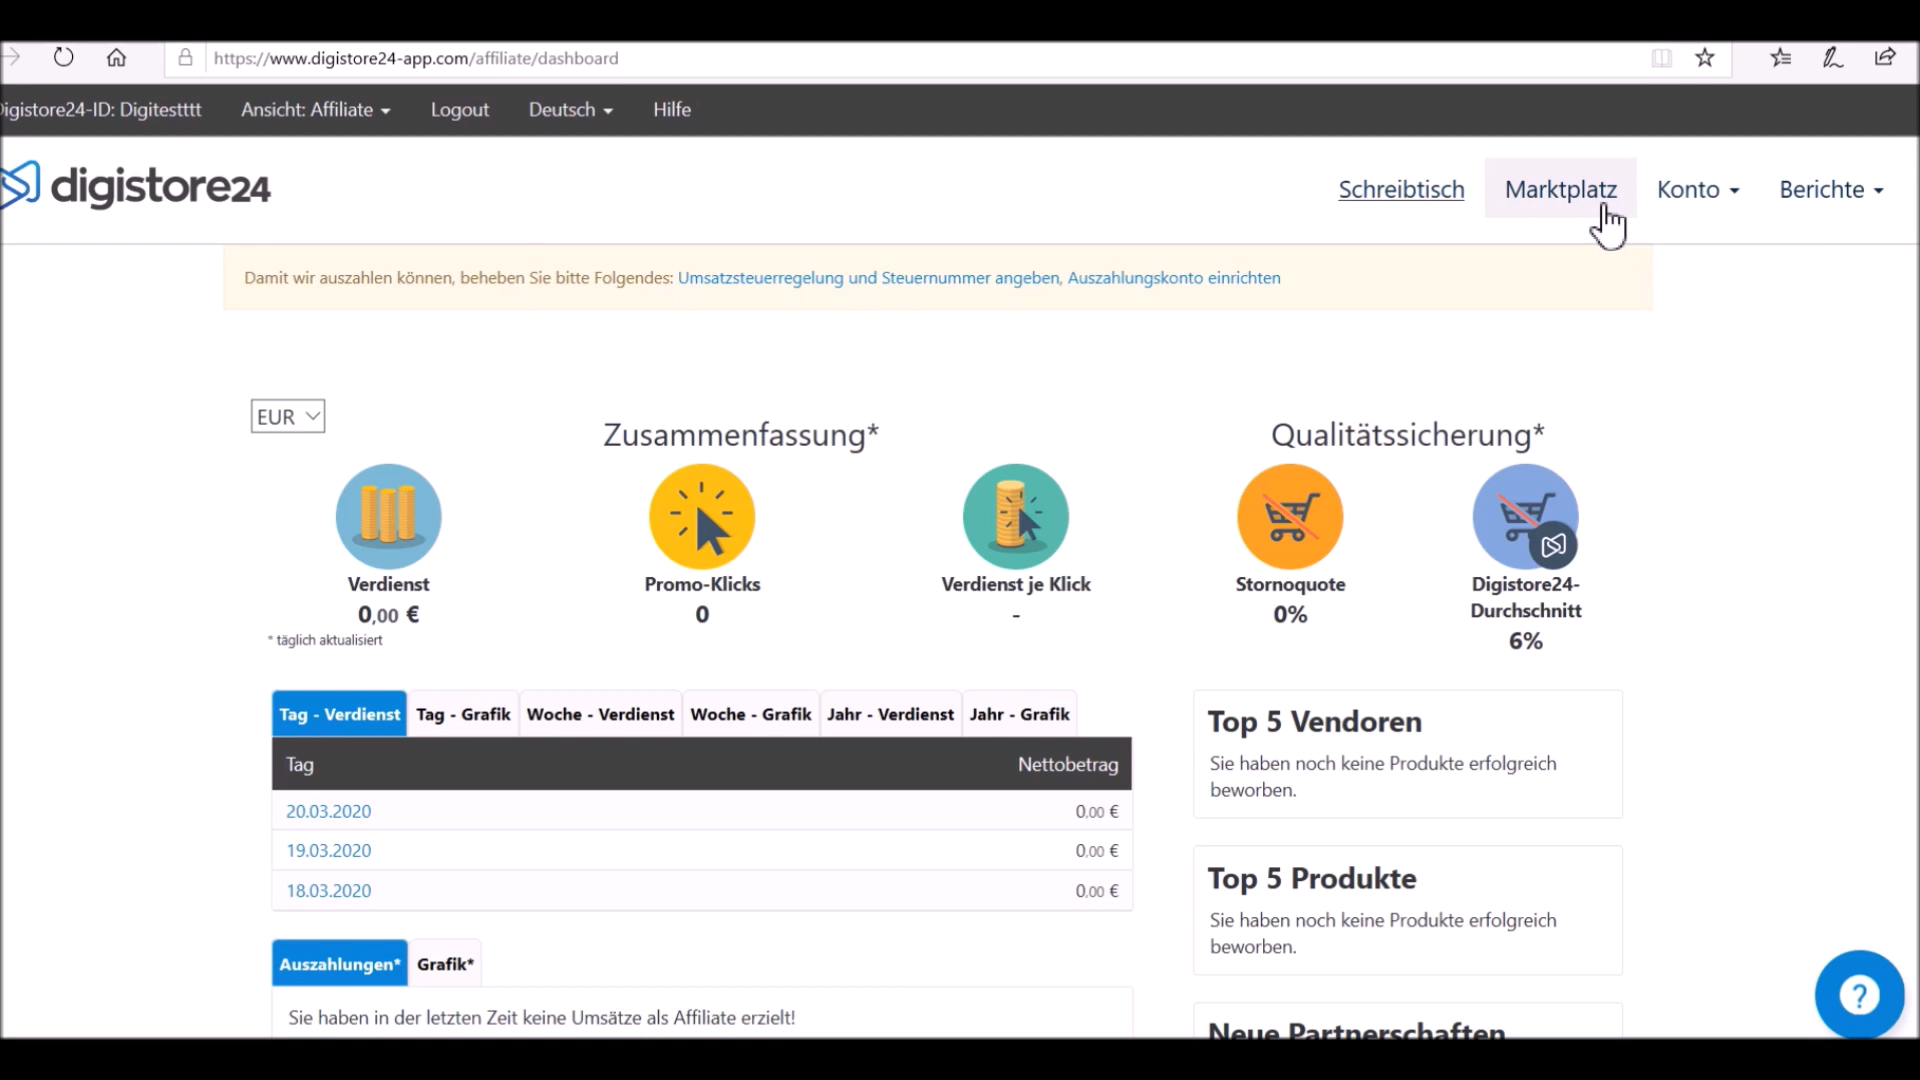 https://www.digistore24-app.com/affiliate/dashboard
igistore24-ID: Digitestttt Ansicht: Affiliate Logout Deutsch Hilfe
digistore24 Schreibtisch Marktplatz Konto Berichte
Damit wir auszahlen können, beheben Sie bitte Folgendes: Umsatzsteuerregelung und Steuernummer angeben, Auszahlungskonto einrichten
EUR
Zusammenfassung* Qualitätssicherung*
Verdienst Promo-Klicks Verdienst je Klick Stornoquote Digistore24-
Durchschnitt
0,00 € 0 - 0%
6%
* täglich aktualisiert
Tag - Verdienst Tag - Grafik Woche - Verdienst Woche - Grafik Jahr - Verdienst Jahr - Grafik
Tag Nettobetrag
20.03.2020 0,00 €
19.03.2020 0,00 €
18.03.2020 0,00 €
Auszahlungen* Grafik*
Sie haben in der letzten Zeit keine Umsätze als Affiliate erzielt!
Top 5 Vendoren
Sie haben noch keine Produkte erfolgreich
beworben.
Top 5 Produkte
Sie haben noch keine Produkte erfolgreich
beworben.
Neue Partnerschaften
?